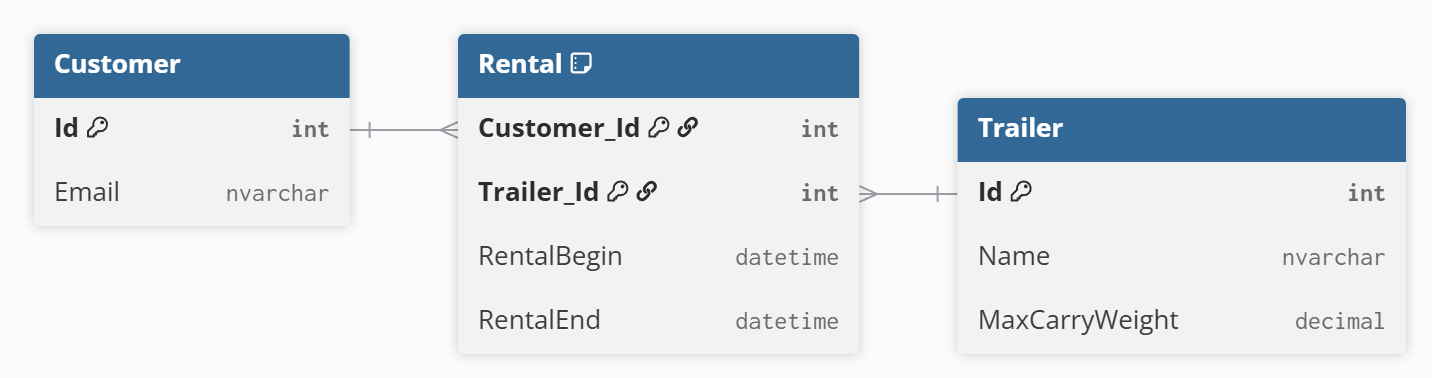 Customer
Id int
Email nvarchar
Rental
Customer_Id int
Trailer_Id int
RentalBegin datetime
RentalEnd datetime
Trailer
Id int
Name nvarchar
MaxCarryWeight decimal